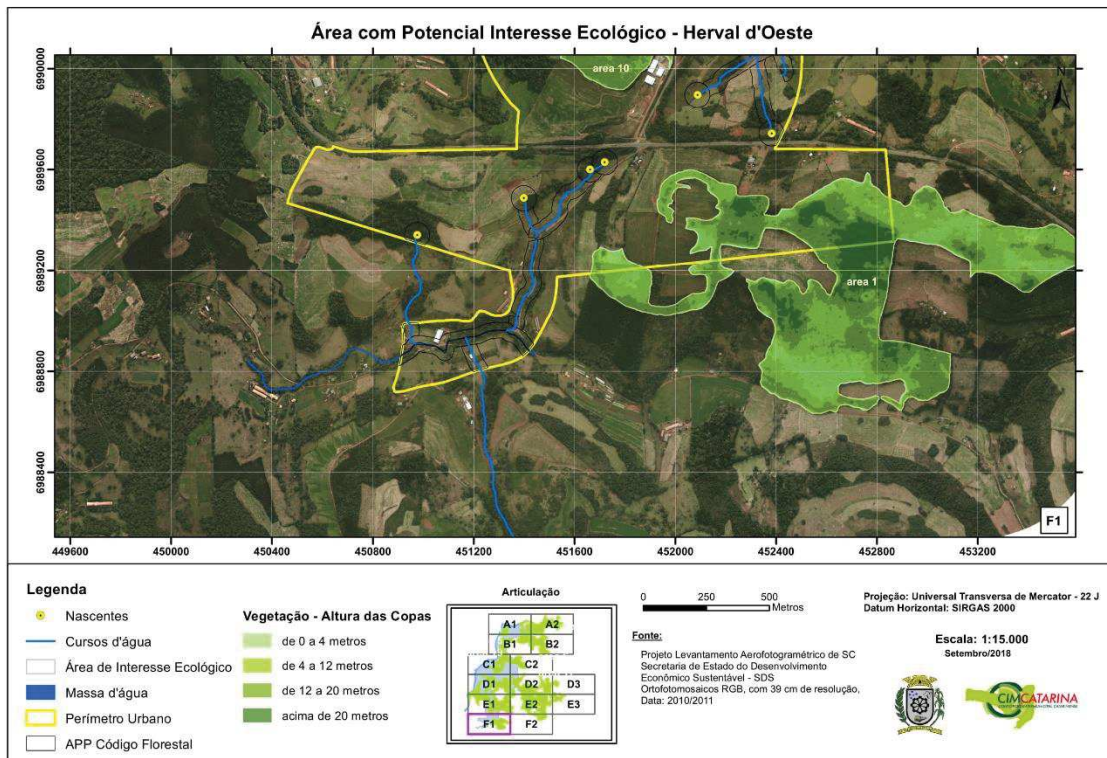 Área com Potencial Interesse Ecológico - Herval d'Oeste
6990000
6989600
6989200
6988800
6988400
area 10
N
area 1
F1
449600 450000 450400 450800 451200 451600 452000 452400 452800 453200
Legenda
Nascentes
Cursos d'água
Área de Interesse Ecológico
Massa d'água
Perímetro Urbano
APP Código Florestal
Vegetação - Altura das Copas
de 0 a 4 metros
de 4 a 12 metros
de 12 a 20 metros
acima de 20 metros
Articulação
A1 A2
B1 B2
C1 C2
D1 D2 D3
E1 E2 E3
F1 F2
0 250 500
Metros
Fonte:
Projeto Levantamento Aerofotogramétrico de SC
Secretaria de Estado do Desenvolvimento
Econômico Sustentável - SDS
Ortofotomosaicos RGB, com 39 cm de resolução,
Data: 2010/2011
Projeção: Universal Transversa de Mercator - 22 J
Datum Horizontal: SIRGAS 2000
Escala: 1:15.000
Setembro/2018
CIMCATARINA